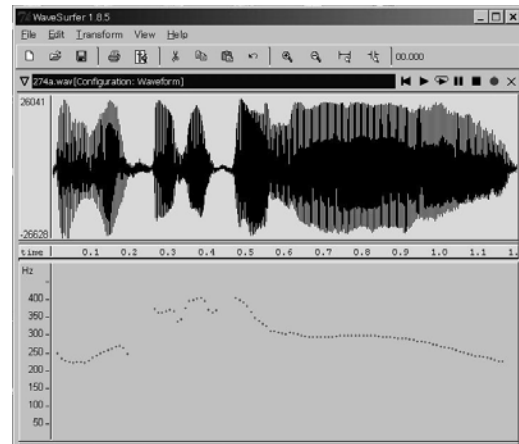 WaveSurfer 1.8.5
File Edit Transform View Help
00.000
274a.wav[Configuration: Waveform]
26041
-26628
time 0.1 0.2 0.3 0.4 0.5 0.6 0.7 0.8 0.9 1.0 1.1 1.
Hz
400
350
300
250
200
150
100
50